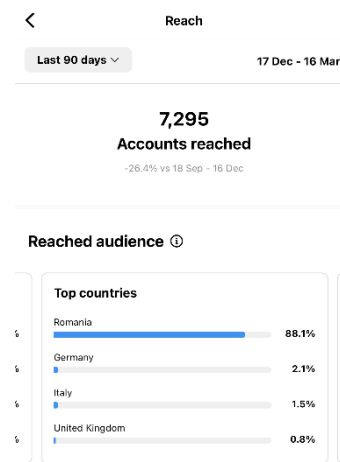 Reach
Last 90 days
17 Dec - 16 Mar
7,295
Accounts reached
-26.4% vs 18 Sep - 16 Dec
Reached audience
Top countries
Romania
88.1%
Germany
2.1%
Italy
1.5%
United Kingdom
0.8%